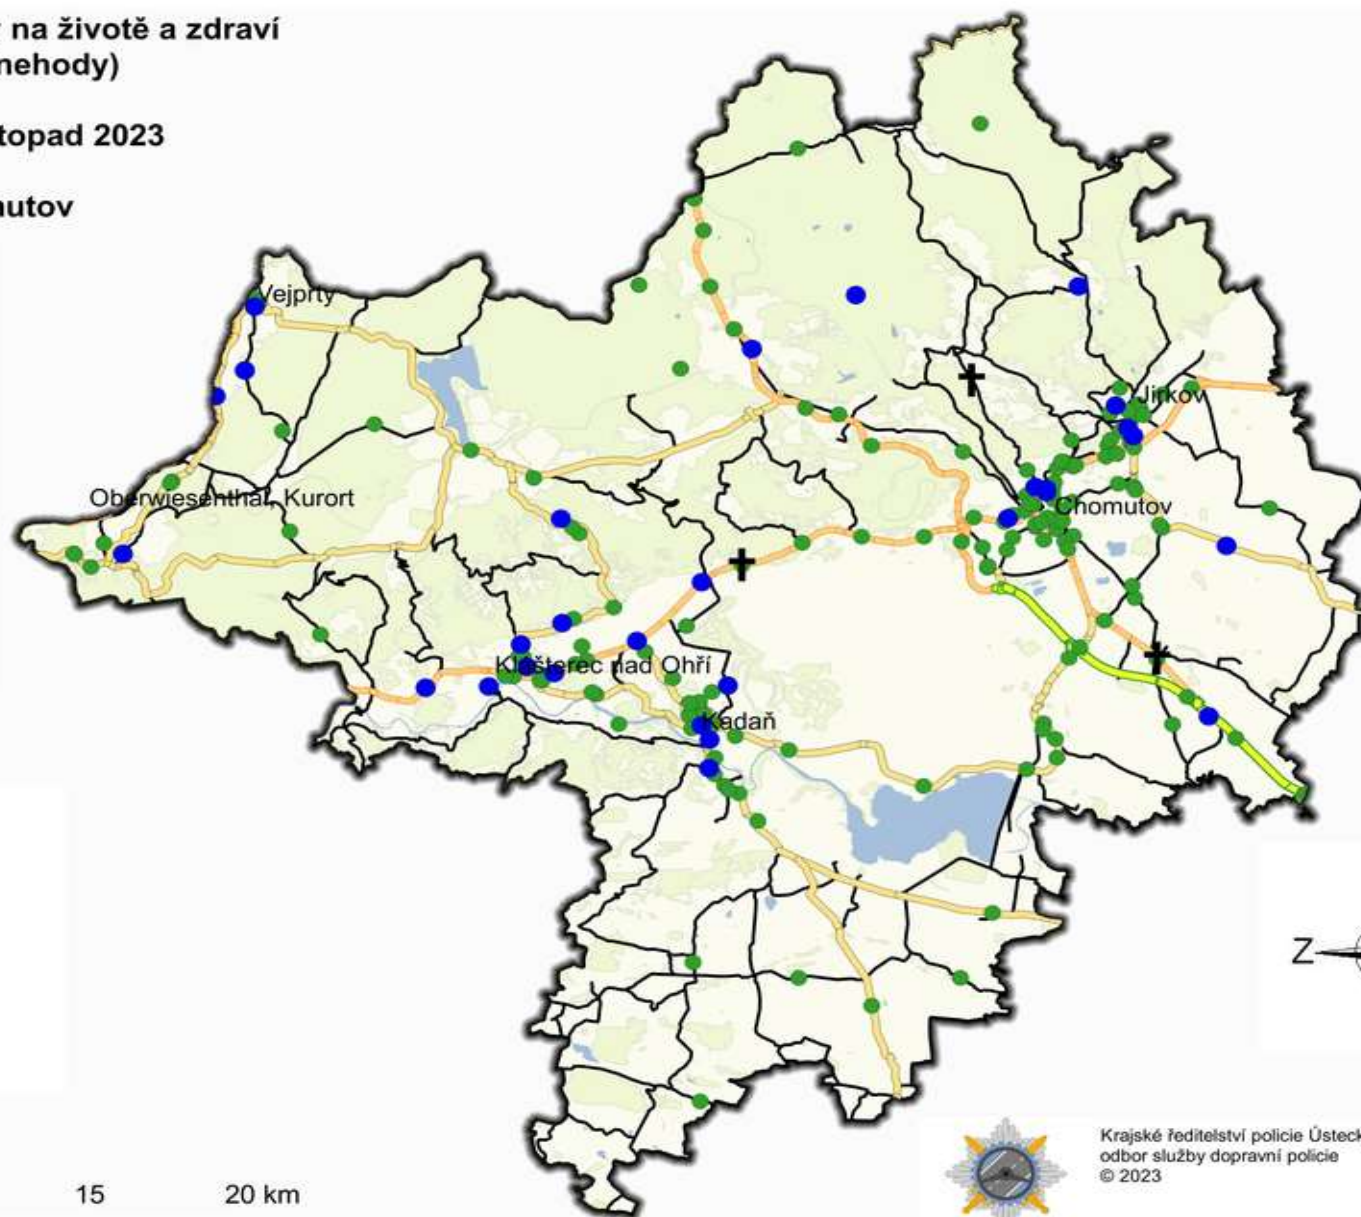 na životě a zdraví
nehody)
topad 2023
nutov
Vejprty
Jirkov
Oberwiesenthal, Kurort
Chomutov
Klášterec nad Ohří
Kadaň
Z
Krajské ředitelství policie Ústeck
odbor služby dopravní policie
© 2023
15 20 km